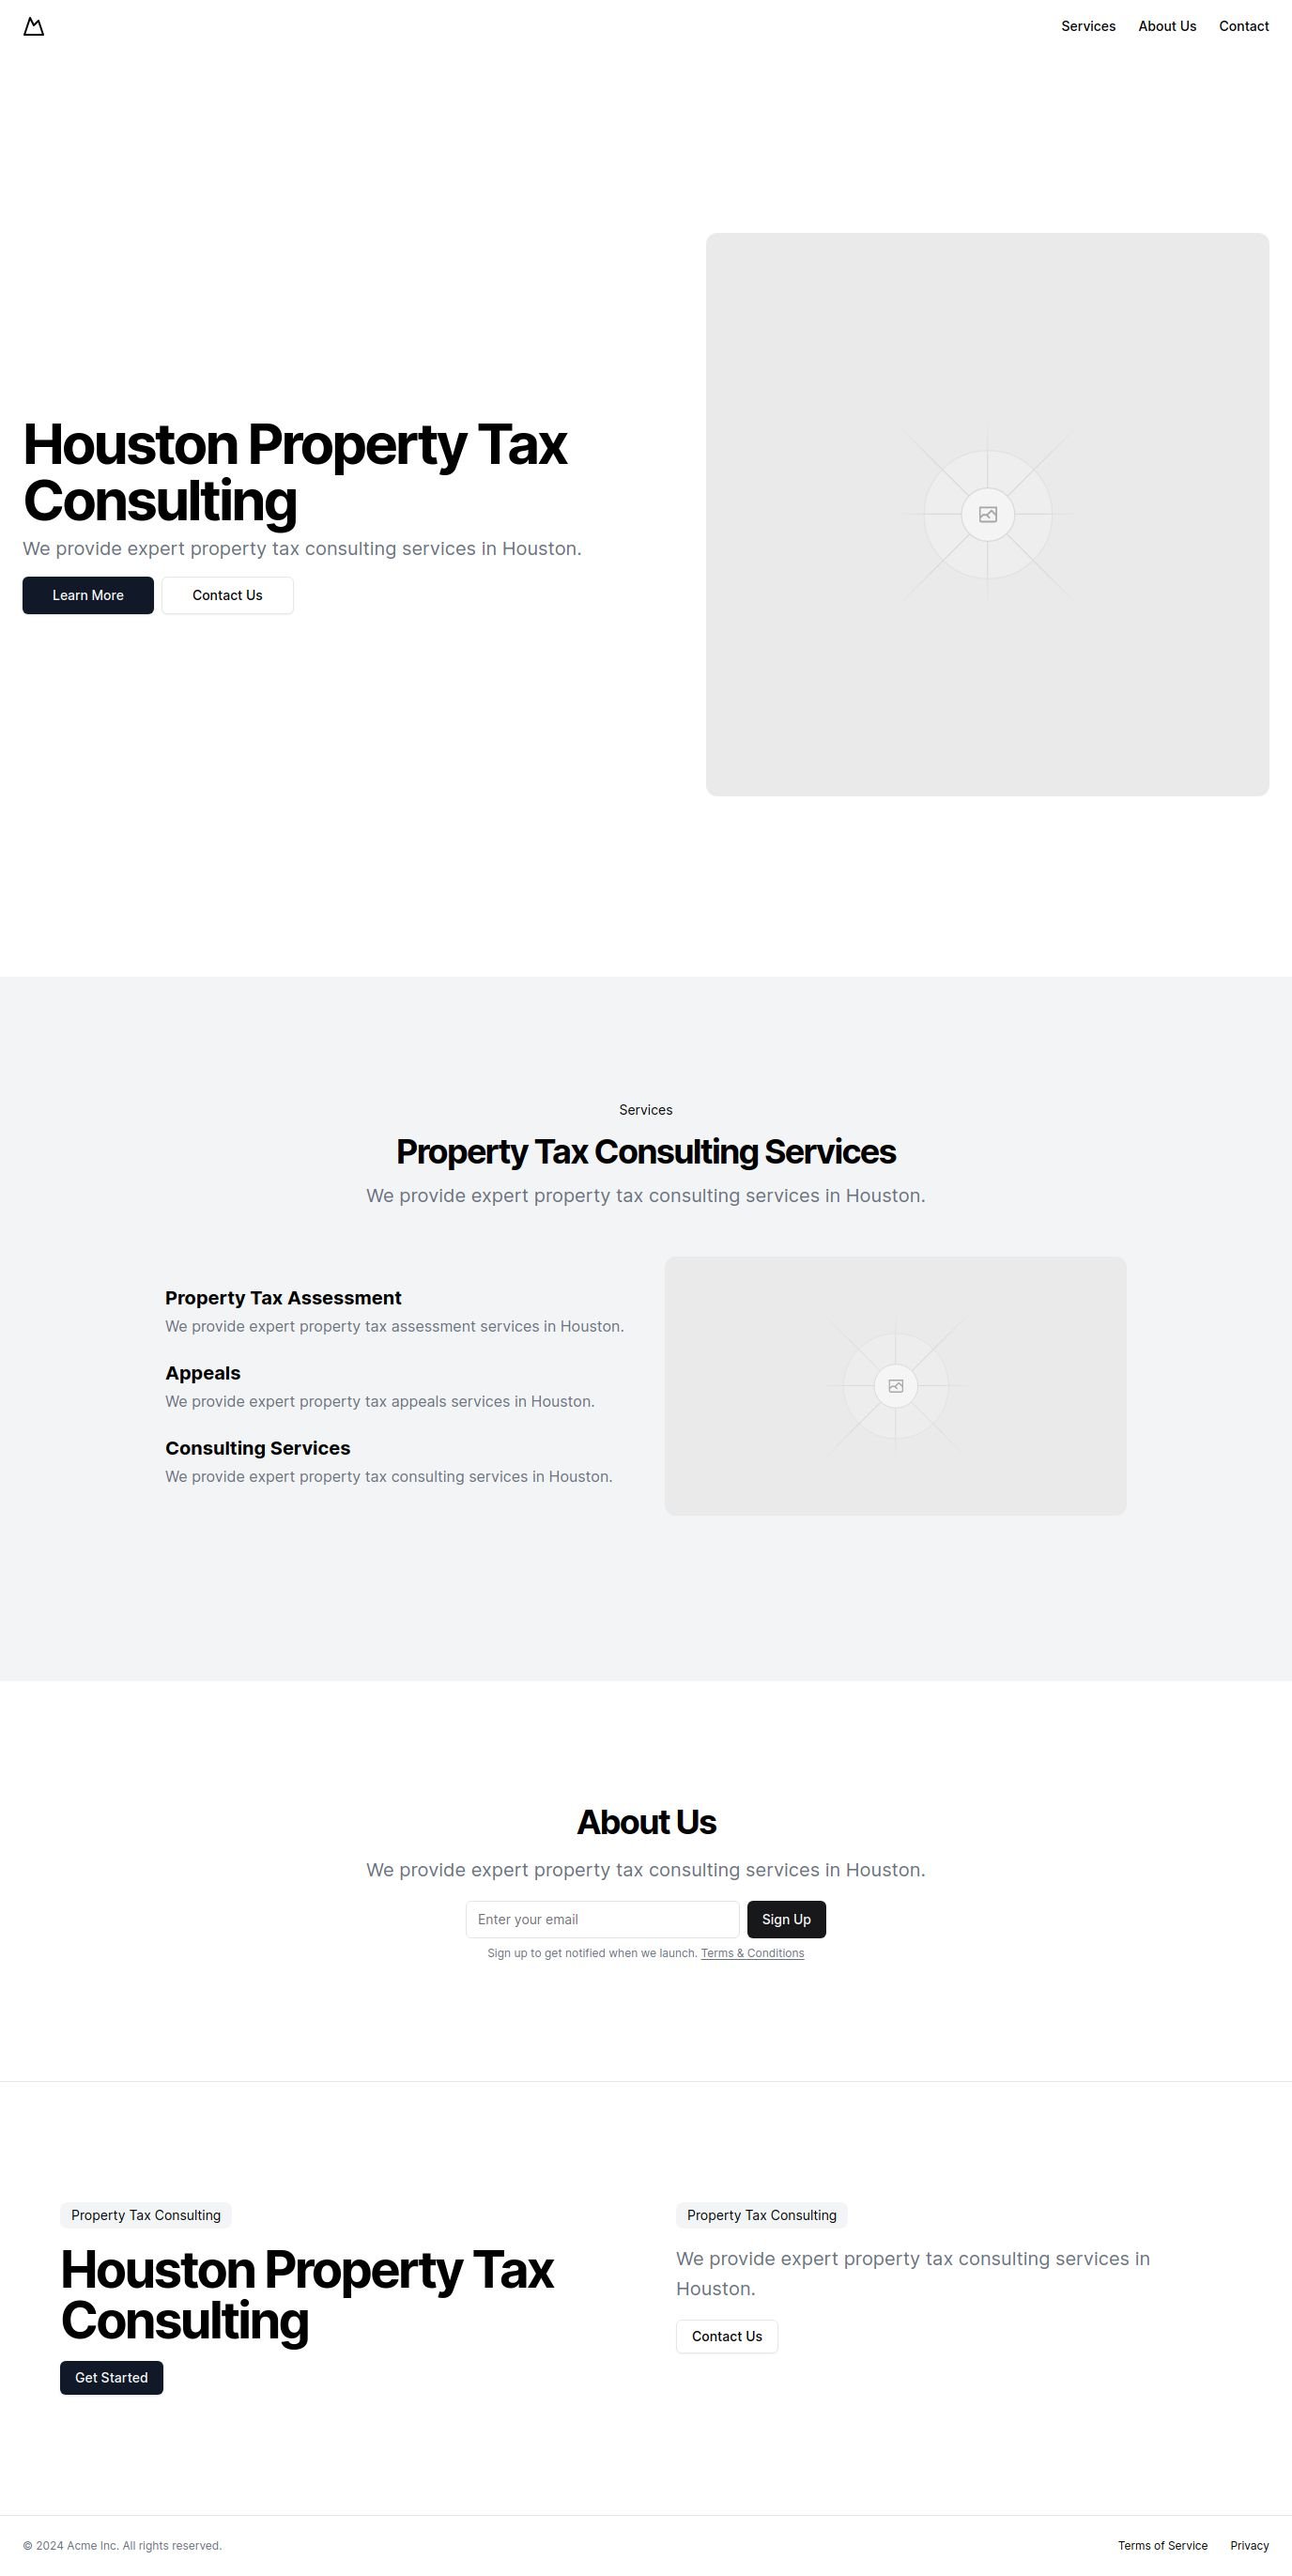 Services About Us Contact
Houston Property Tax
Consulting
We provide expert property tax consulting services in Houston.
Learn More Contact Us
Services
Property Tax Consulting Services
We provide expert property tax consulting services in Houston.
Property Tax Assessment
We provide expert property tax assessment services in Houston.
Appeals
We provide expert property tax appeals services in Houston.
Consulting Services
We provide expert property tax consulting services in Houston.
About Us
We provide expert property tax consulting services in Houston.
Enter your email Sign Up
Sign up to get notified when we launch. Terms & Conditions
Property Tax Consulting
Houston Property Tax
Consulting
Get Started
Property Tax Consulting
We provide expert property tax consulting services in
Houston.
Contact Us
© 2024 Acme Inc. All rights reserved. Terms of Service Privacy